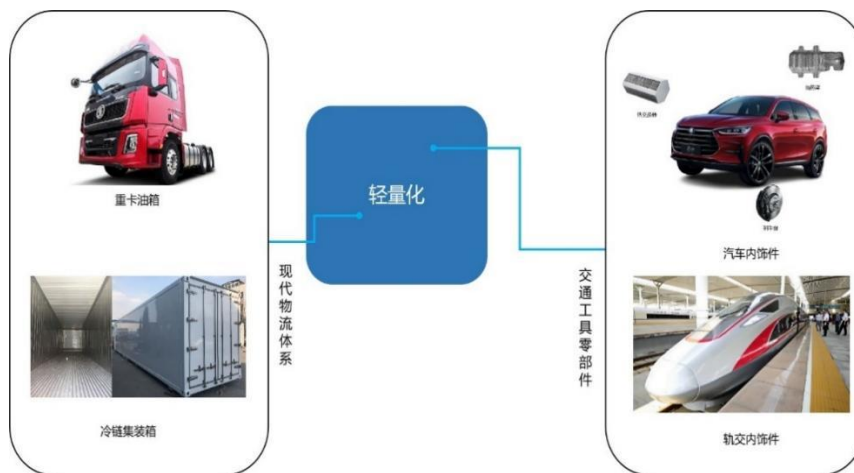 重卡油箱
冷链集装箱
现代物流体系
轻量化
交通工具零部件
汽车内饰件
轨交内饰件